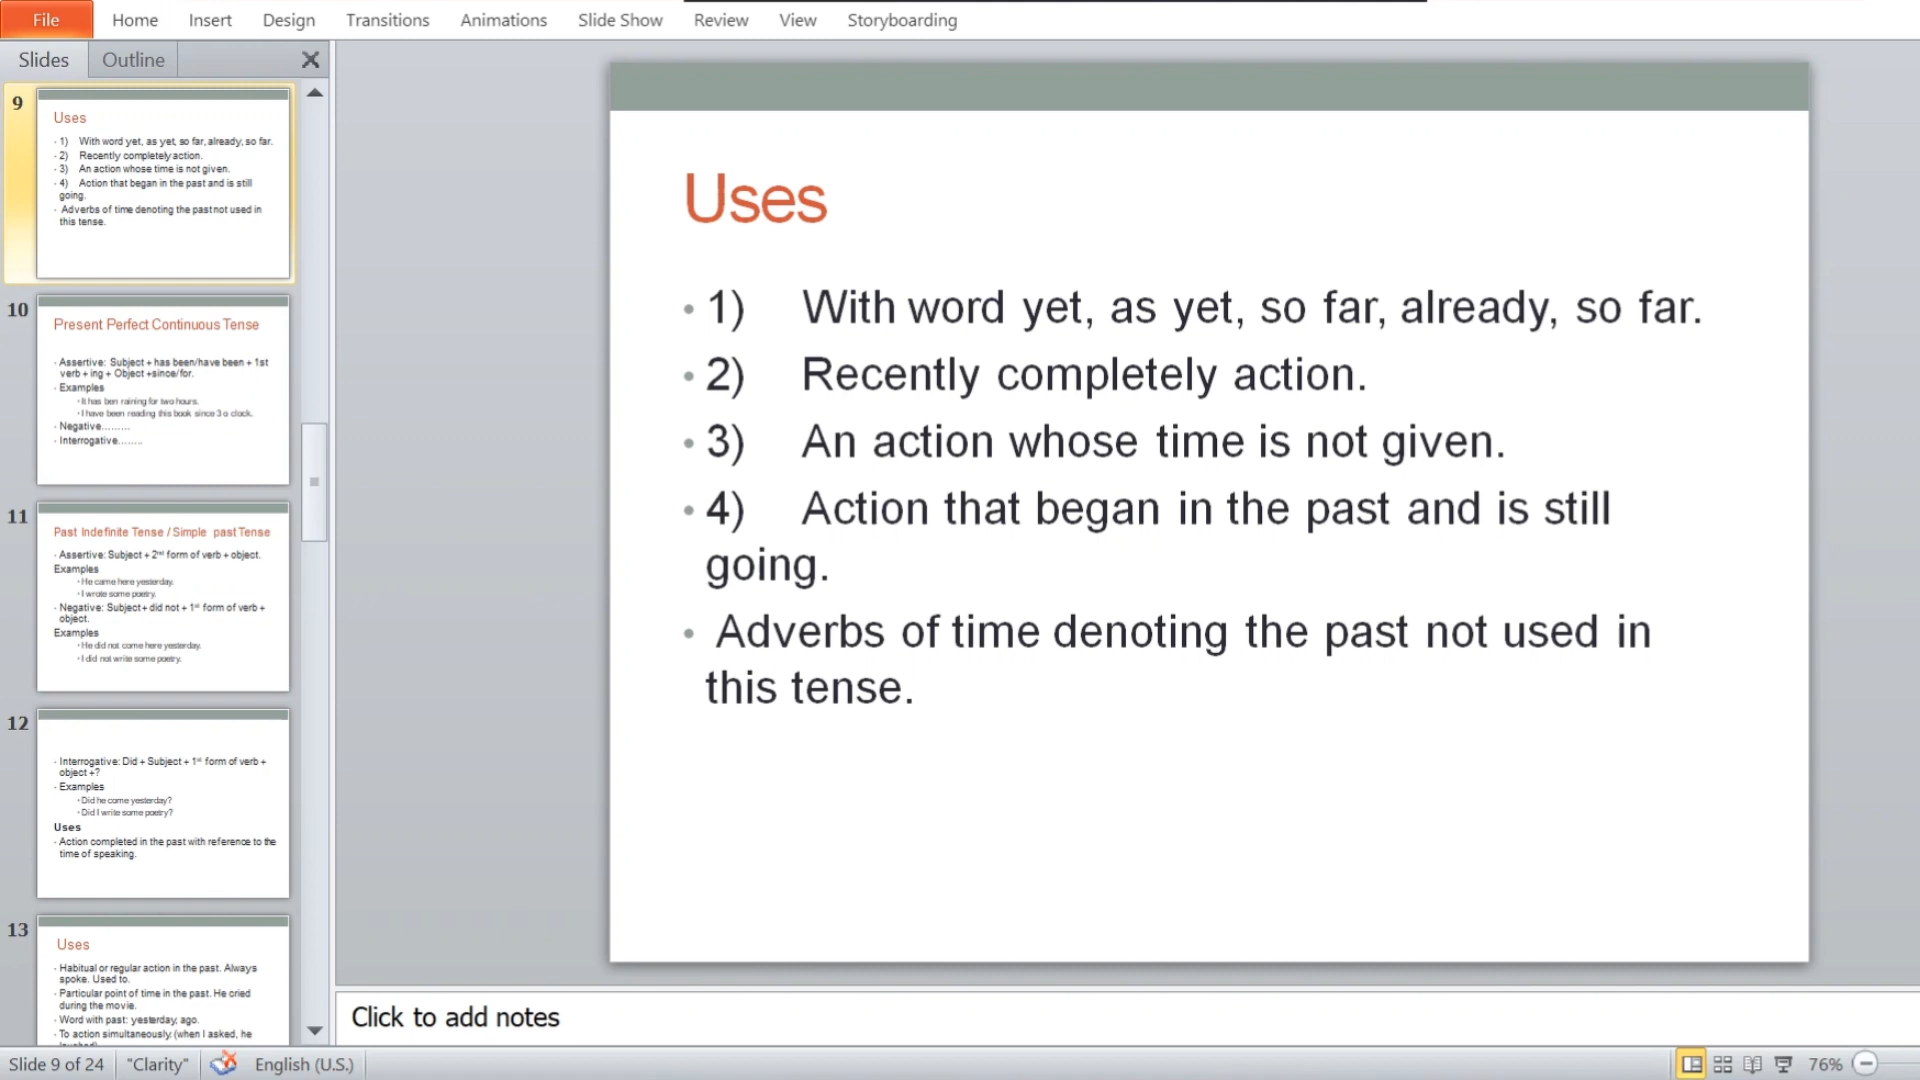 File Home Insert Design Transitions Animations Slide Show Review View Storyboarding
Slides Outline
9
Uses
· 1) With word yet, as yet, so far, already, so far.
· 2) Recently completely action.
· 3) An action whose time is not given.
· 4) Action that began in the past and is still
going.
· Adverbs of time denoting the past not used in
this tense.
10
Present Perfect Continuous Tense
· Assertive: Subject + has been/have been + 1st
verb + ing + Object +since/for.
· Examples
• It has ben raining for two hours.
• I have been reading this book since 3 o clock.
· Negative………
· Interrogative……..
11
Past Indefinite Tense / Simple past Tense
· Assertive: Subject + 2nd form of verb + object.
Examples
• He came here yesterday.
• I wrote some poetry.
· Negative: Subject + did not + 1st form of verb +
object.
Examples
• He did not come here yesterday.
• I did not write some poetry.
12
· Interrogative: Did + Subject + 1st form of verb +
object +?
· Examples
• Did he come yesterday?
• Did I write some poetry?
Uses
· Action completed in the past with reference to the
time of speaking.
13
Uses
· Habitual or regular action in the past. Always
spoke. Used to.
· Particular point of time in the past. He cried
during the movie.
· Word with past: yesterday, ago.
· To action simultaneously. (when I asked, he
Uses
• 1) With word yet, as yet, so far, already, so far.
• 2) Recently completely action.
• 3) An action whose time is not given.
• 4) Action that began in the past and is still
going.
• Adverbs of time denoting the past not used in
this tense.
Click to add notes
Slide 9 of 24 "Clarity" English (U.S.) 76%